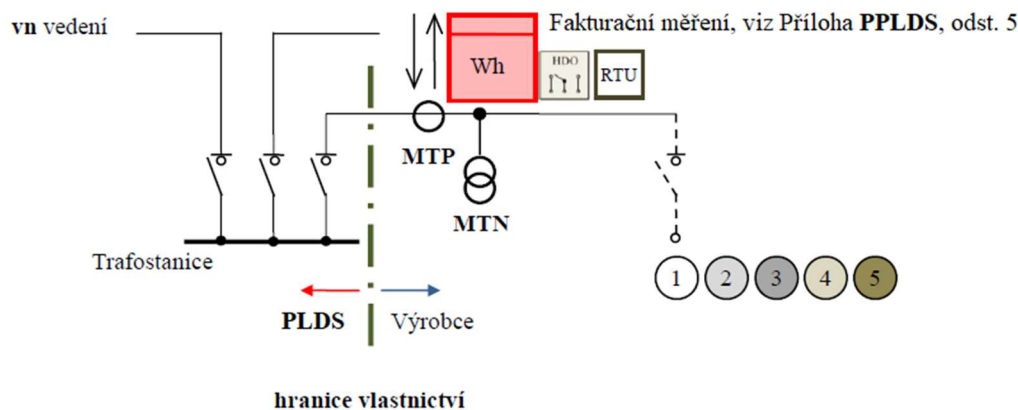 vn vedení
Fakturační měření, viz Příloha PPLDS, odst. 5
Wh
HDO
RTU
MTP
MTN
Trafostanice
1 2 3 4 5
PLDS
Výrobce
hranice vlastnictví